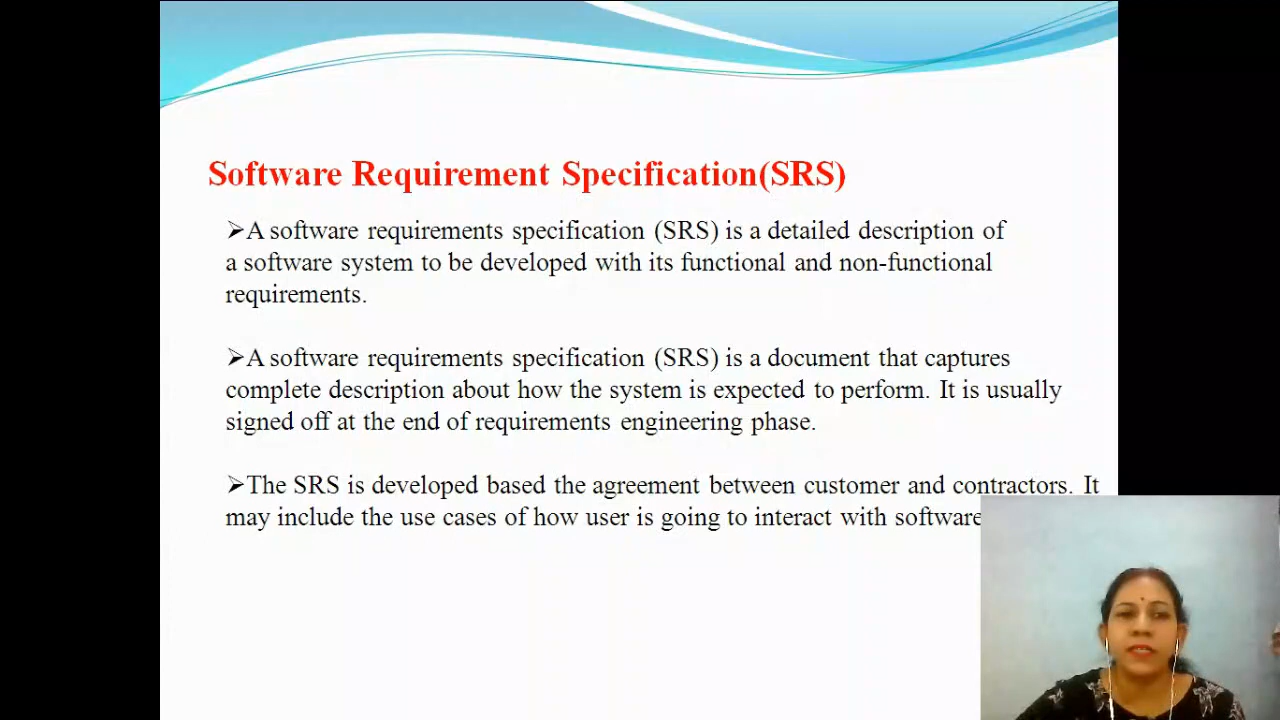 Software Requirement Specification(SRS)
➢A software requirements specification (SRS) is a detailed description of
a software system to be developed with its functional and non-functional
requirements.
➢A software requirements specification (SRS) is a document that captures
complete description about how the system is expected to perform. It is usually
signed off at the end of requirements engineering phase.
➢The SRS is developed based the agreement between customer and contractors. It
may include the use cases of how user is going to interact with software